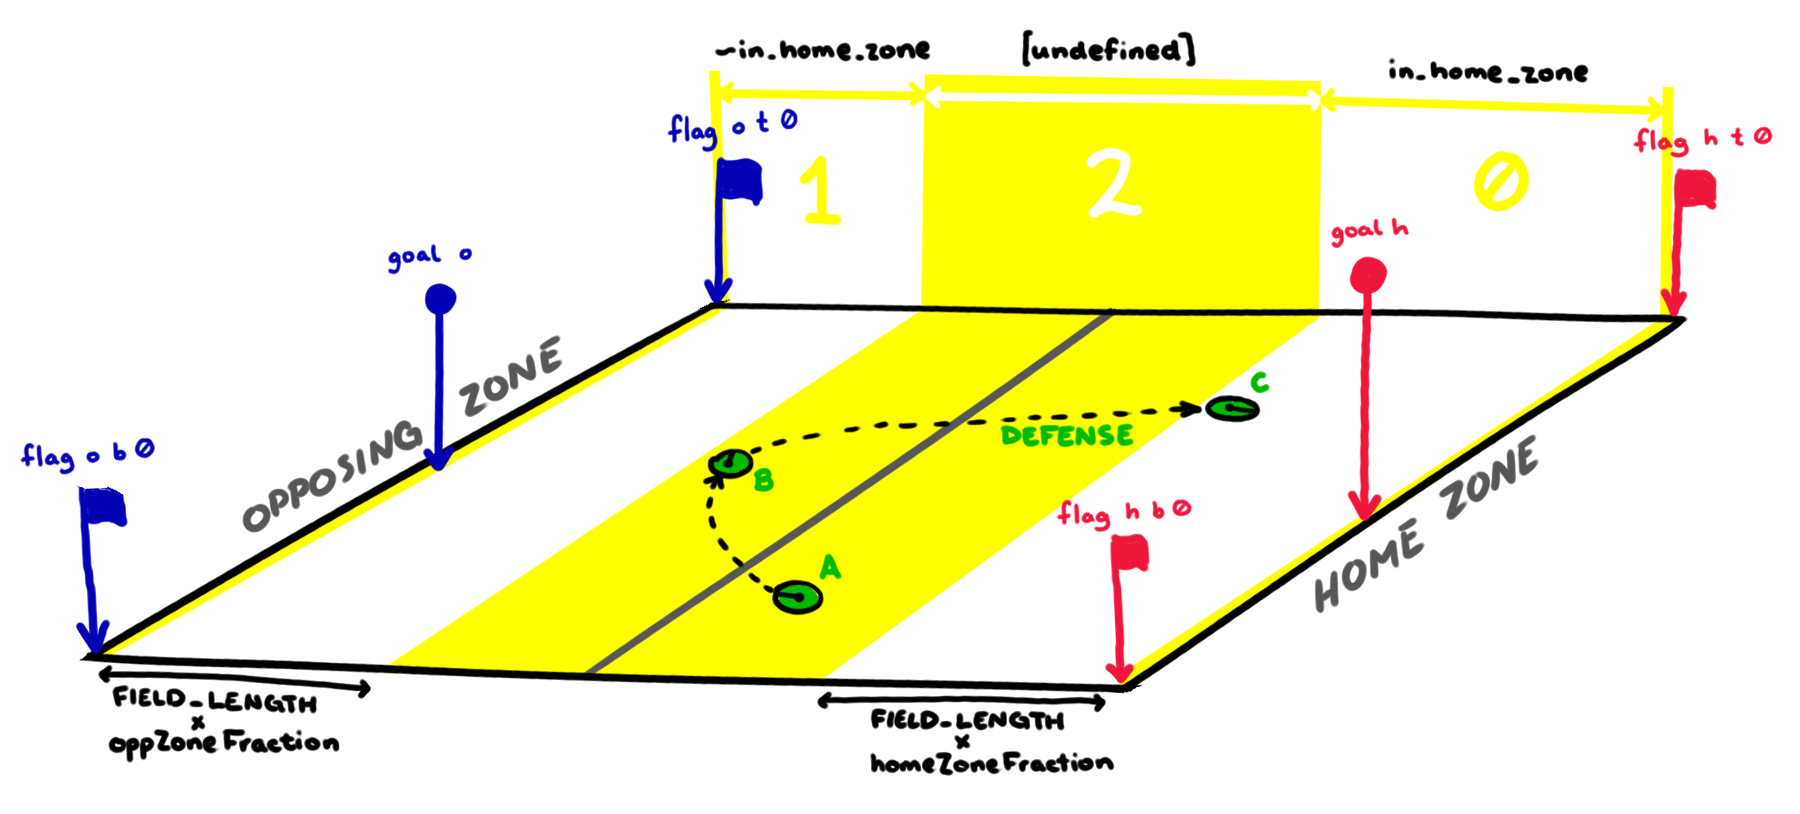 ~in_home_zone
[undefined]
in_home_zone
flag o t 0
flag h t 0
1
2
0
goal o
goal h
OPPOSING ZONE
C
DEFENSE
flag o b 0
B
flag h b 0
HOME ZONE
A
FIELD_LENGTH
x
oppZoneFraction
FIELD_LENGTH
x
homeZoneFraction